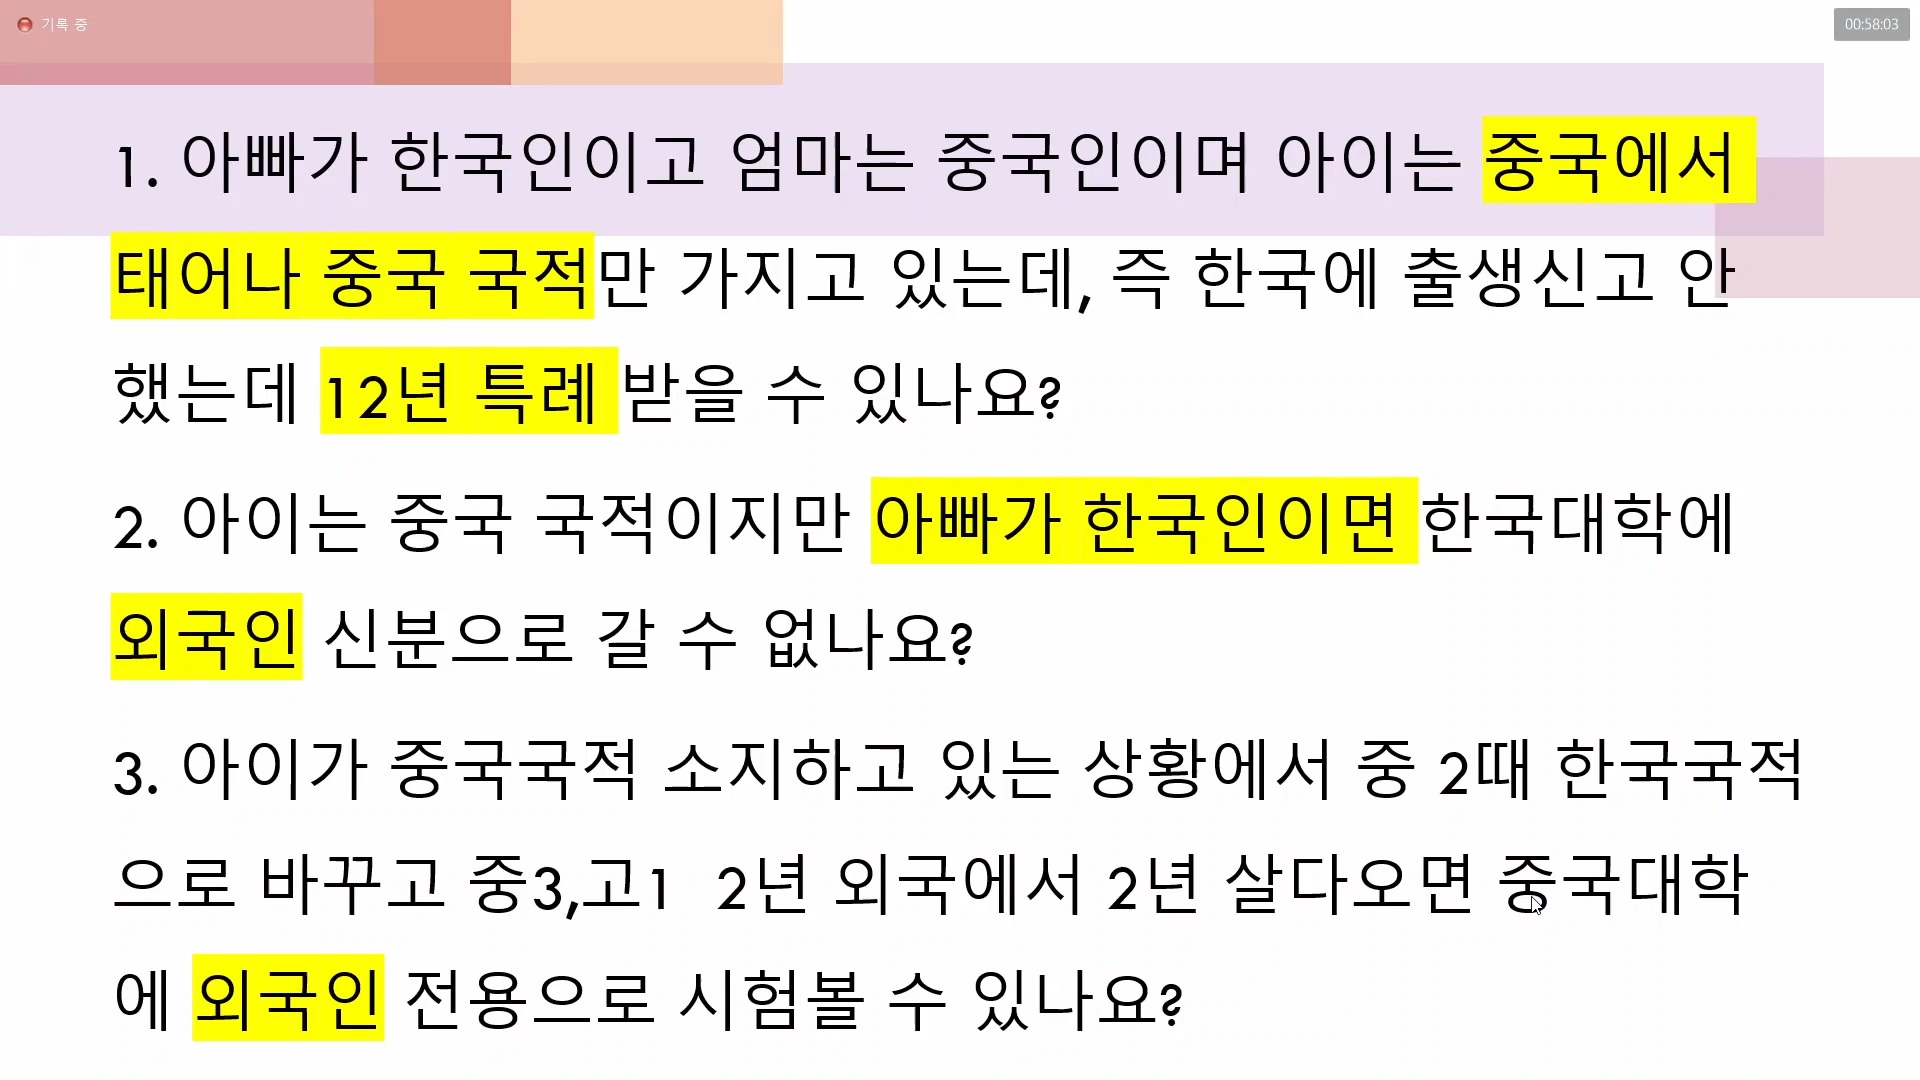 기록 중
00:58:03
1. 아빠가 한국인이고 엄마는 중국인이며 아이는 중국에서
태어나 중국 국적만 가지고 있는데, 즉 한국에 출생신고 안
했는데 12년 특례 받을 수 있나요?
2. 아이는 중국 국적이지만 아빠가 한국인이면 한국대학에
외국인 신분으로 갈 수 없나요?
3. 아이가 중국국적 소지하고 있는 상황에서 중 2때 한국국적
으로 바꾸고 중3,고1  2년 외국에서 2년 살다오면 중국대학
에 외국인 전용으로 시험볼 수 있나요?